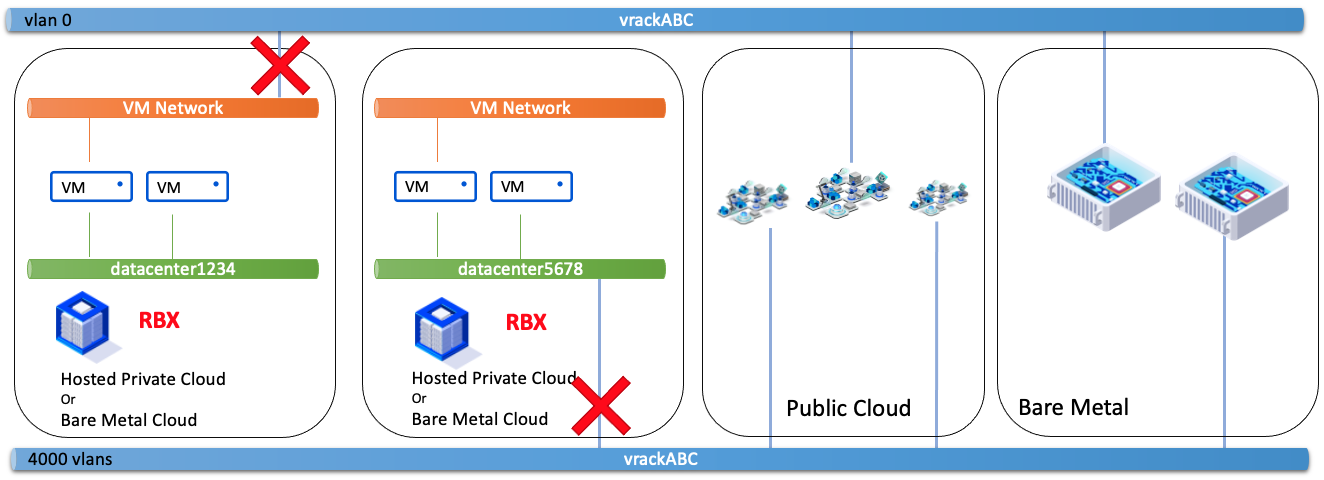 vlan 0
vrackABC
VM Network
VM
VM
datacenter1234
RBX
Hosted Private Cloud
Or
Bare Metal Cloud
VM Network
VM
VM
datacenter5678
RBX
Hosted Private Cloud
Or
Bare Metal Cloud
Public Cloud
Bare Metal
4000 vlans
vrackABC